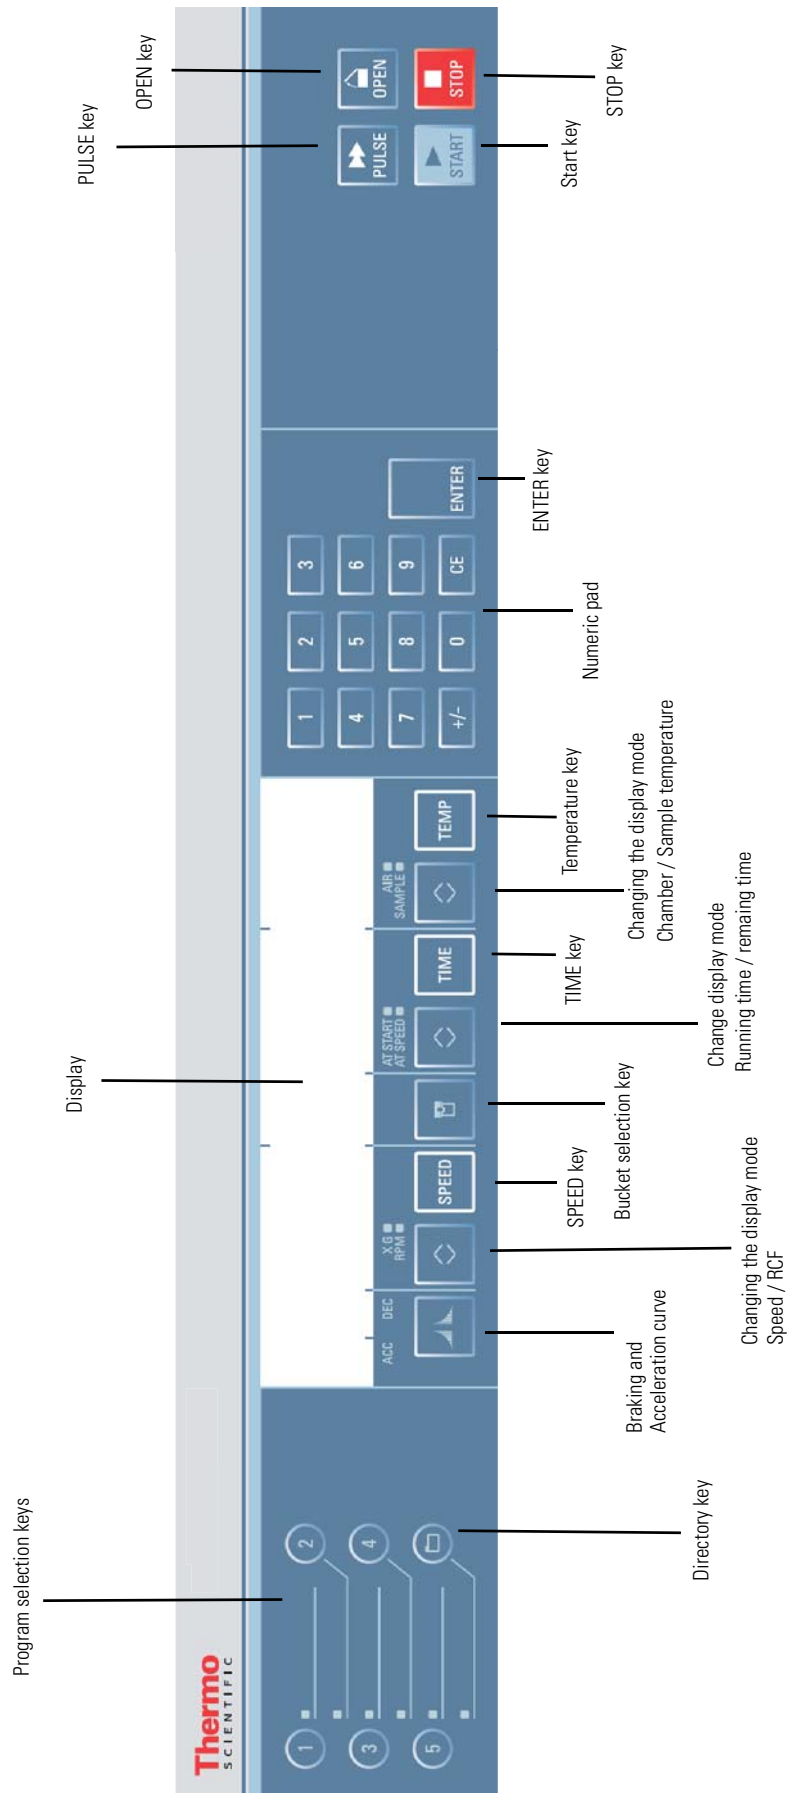 Program selection keys
Display
PULSE key
OPEN key
Thermo
SCIENTIFIC
1
2
3
4
5
ACC
DEC
X G
RPM
SPEED
AT START
AT SPEED
TIME
AIR
SAMPLE
TEMP
1
2
3
4
5
6
7
8
9
+/-
0
CE
ENTER
PULSE
OPEN
START
STOP
Directory key
Braking and
Acceleration curve
Changing the display mode
Speed / RCF
SPEED key
Bucket selection key
Change display mode
Running time / remaing time
TIME key
Changing the display mode
Chamber / Sample temperature
Temperature key
Numeric pad
ENTER key
Start key
STOP key